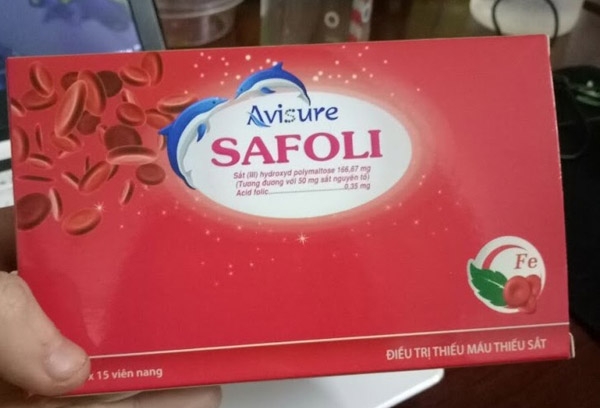 Avisure
SAFOLI
Sắt (III) hydroxyd polymaltose 166,67 mg
(Tương đương với 50 mg sắt nguyên tố)
Acid folic 0,35 mg
Fe
x 15 viên nang
ĐIỀU TRỊ THIẾU MÁU THIẾU SẮT